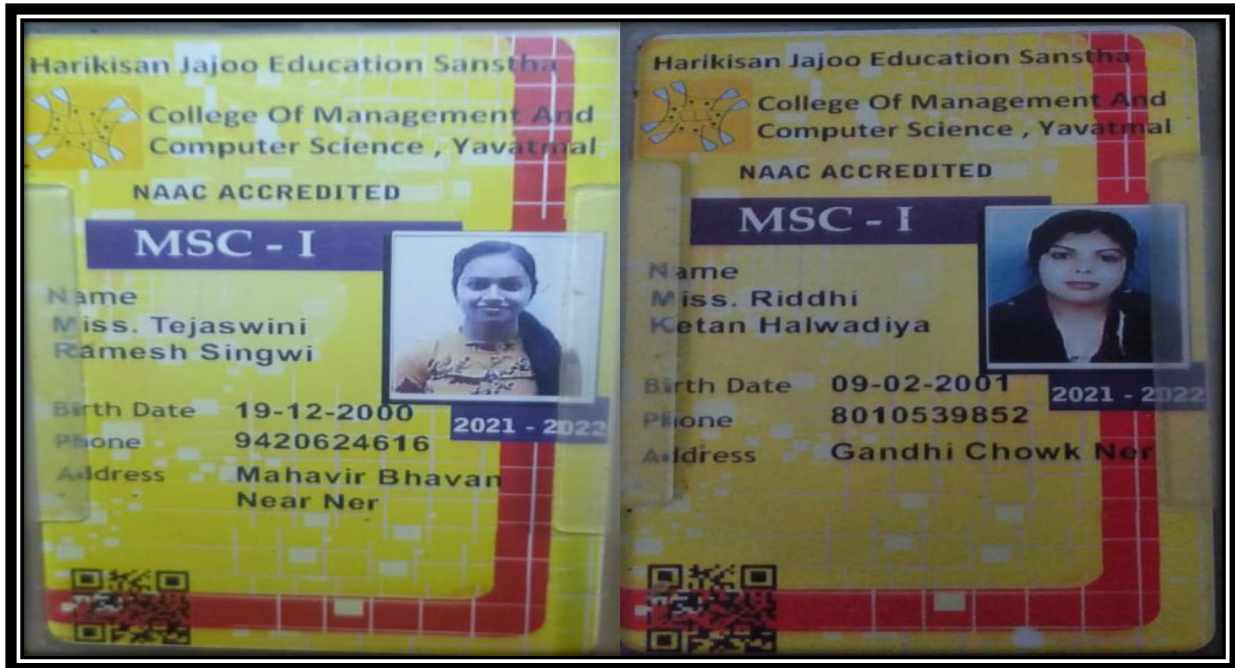 Harikisan Jajoo Education Sanstha
College Of Management And
Computer Science , Yavatmal
NAAC ACCREDITED
MSC - I
Name
Miss. Tejaswini
Ramesh Singwi
Birth Date 19-12-2000
2021 - 2022
Phone 9420624616
Address Mahavir Bhavan
Near Ner
Harikisan Jajoo Education Sanstha
College Of Management And
Computer Science , Yavatmal
NAAC ACCREDITED
MSC - I
Name
Miss. Riddhi
Ketan Halwadiya
Birth Date 09-02-2001
2021 - 2022
Phone 8010539852
Address Gandhi Chowk Ner